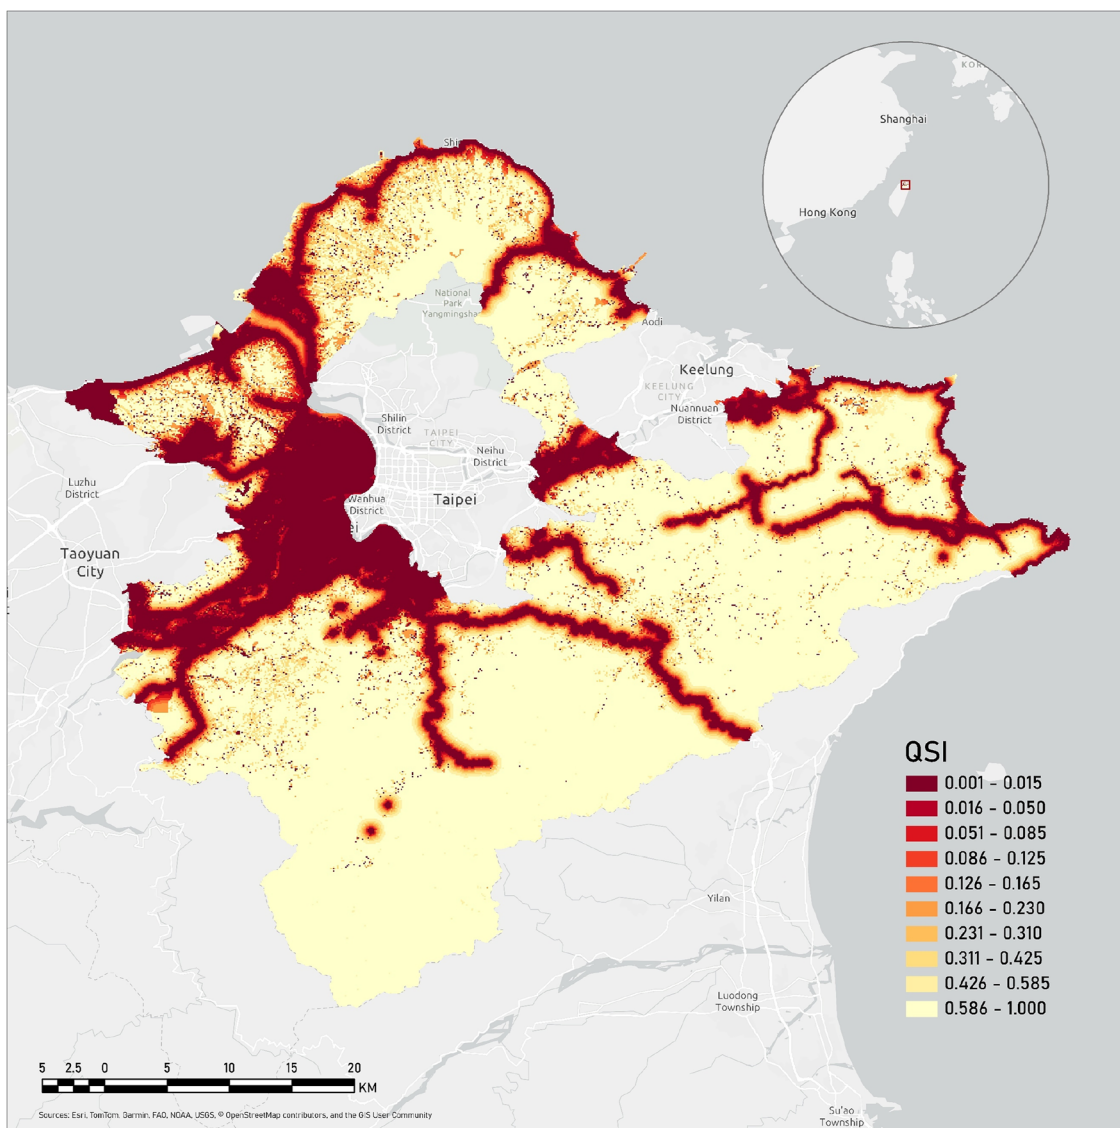 KOR
Shanghai
Hong Kong
Shi
National
Park
Yangmingsha
Aodi
Keelung
KEELUNG
CITY
Nuannuan
District
Shilin
District
TAIPEI
CITY
Neihu
District
Luzhu
District
Wanhua
District
ei
Taipei
Taoyuan
City
QSI
0.001 - 0.015
0.016 - 0.050
0.051 - 0.085
0.086 - 0.125
0.126 - 0.165
0.166 - 0.230
0.231 - 0.310
0.311 - 0.425
0.426 - 0.585
0.586 - 1.000
Yilan
Luodong
Township
Su'ao
Township
5 2.5 0 5 10 15 20
KM
Sources: Esri, TomTom, Garmin, FAO, NOAA, USGS, © OpenStreetMap contributors, and the GIS User Community